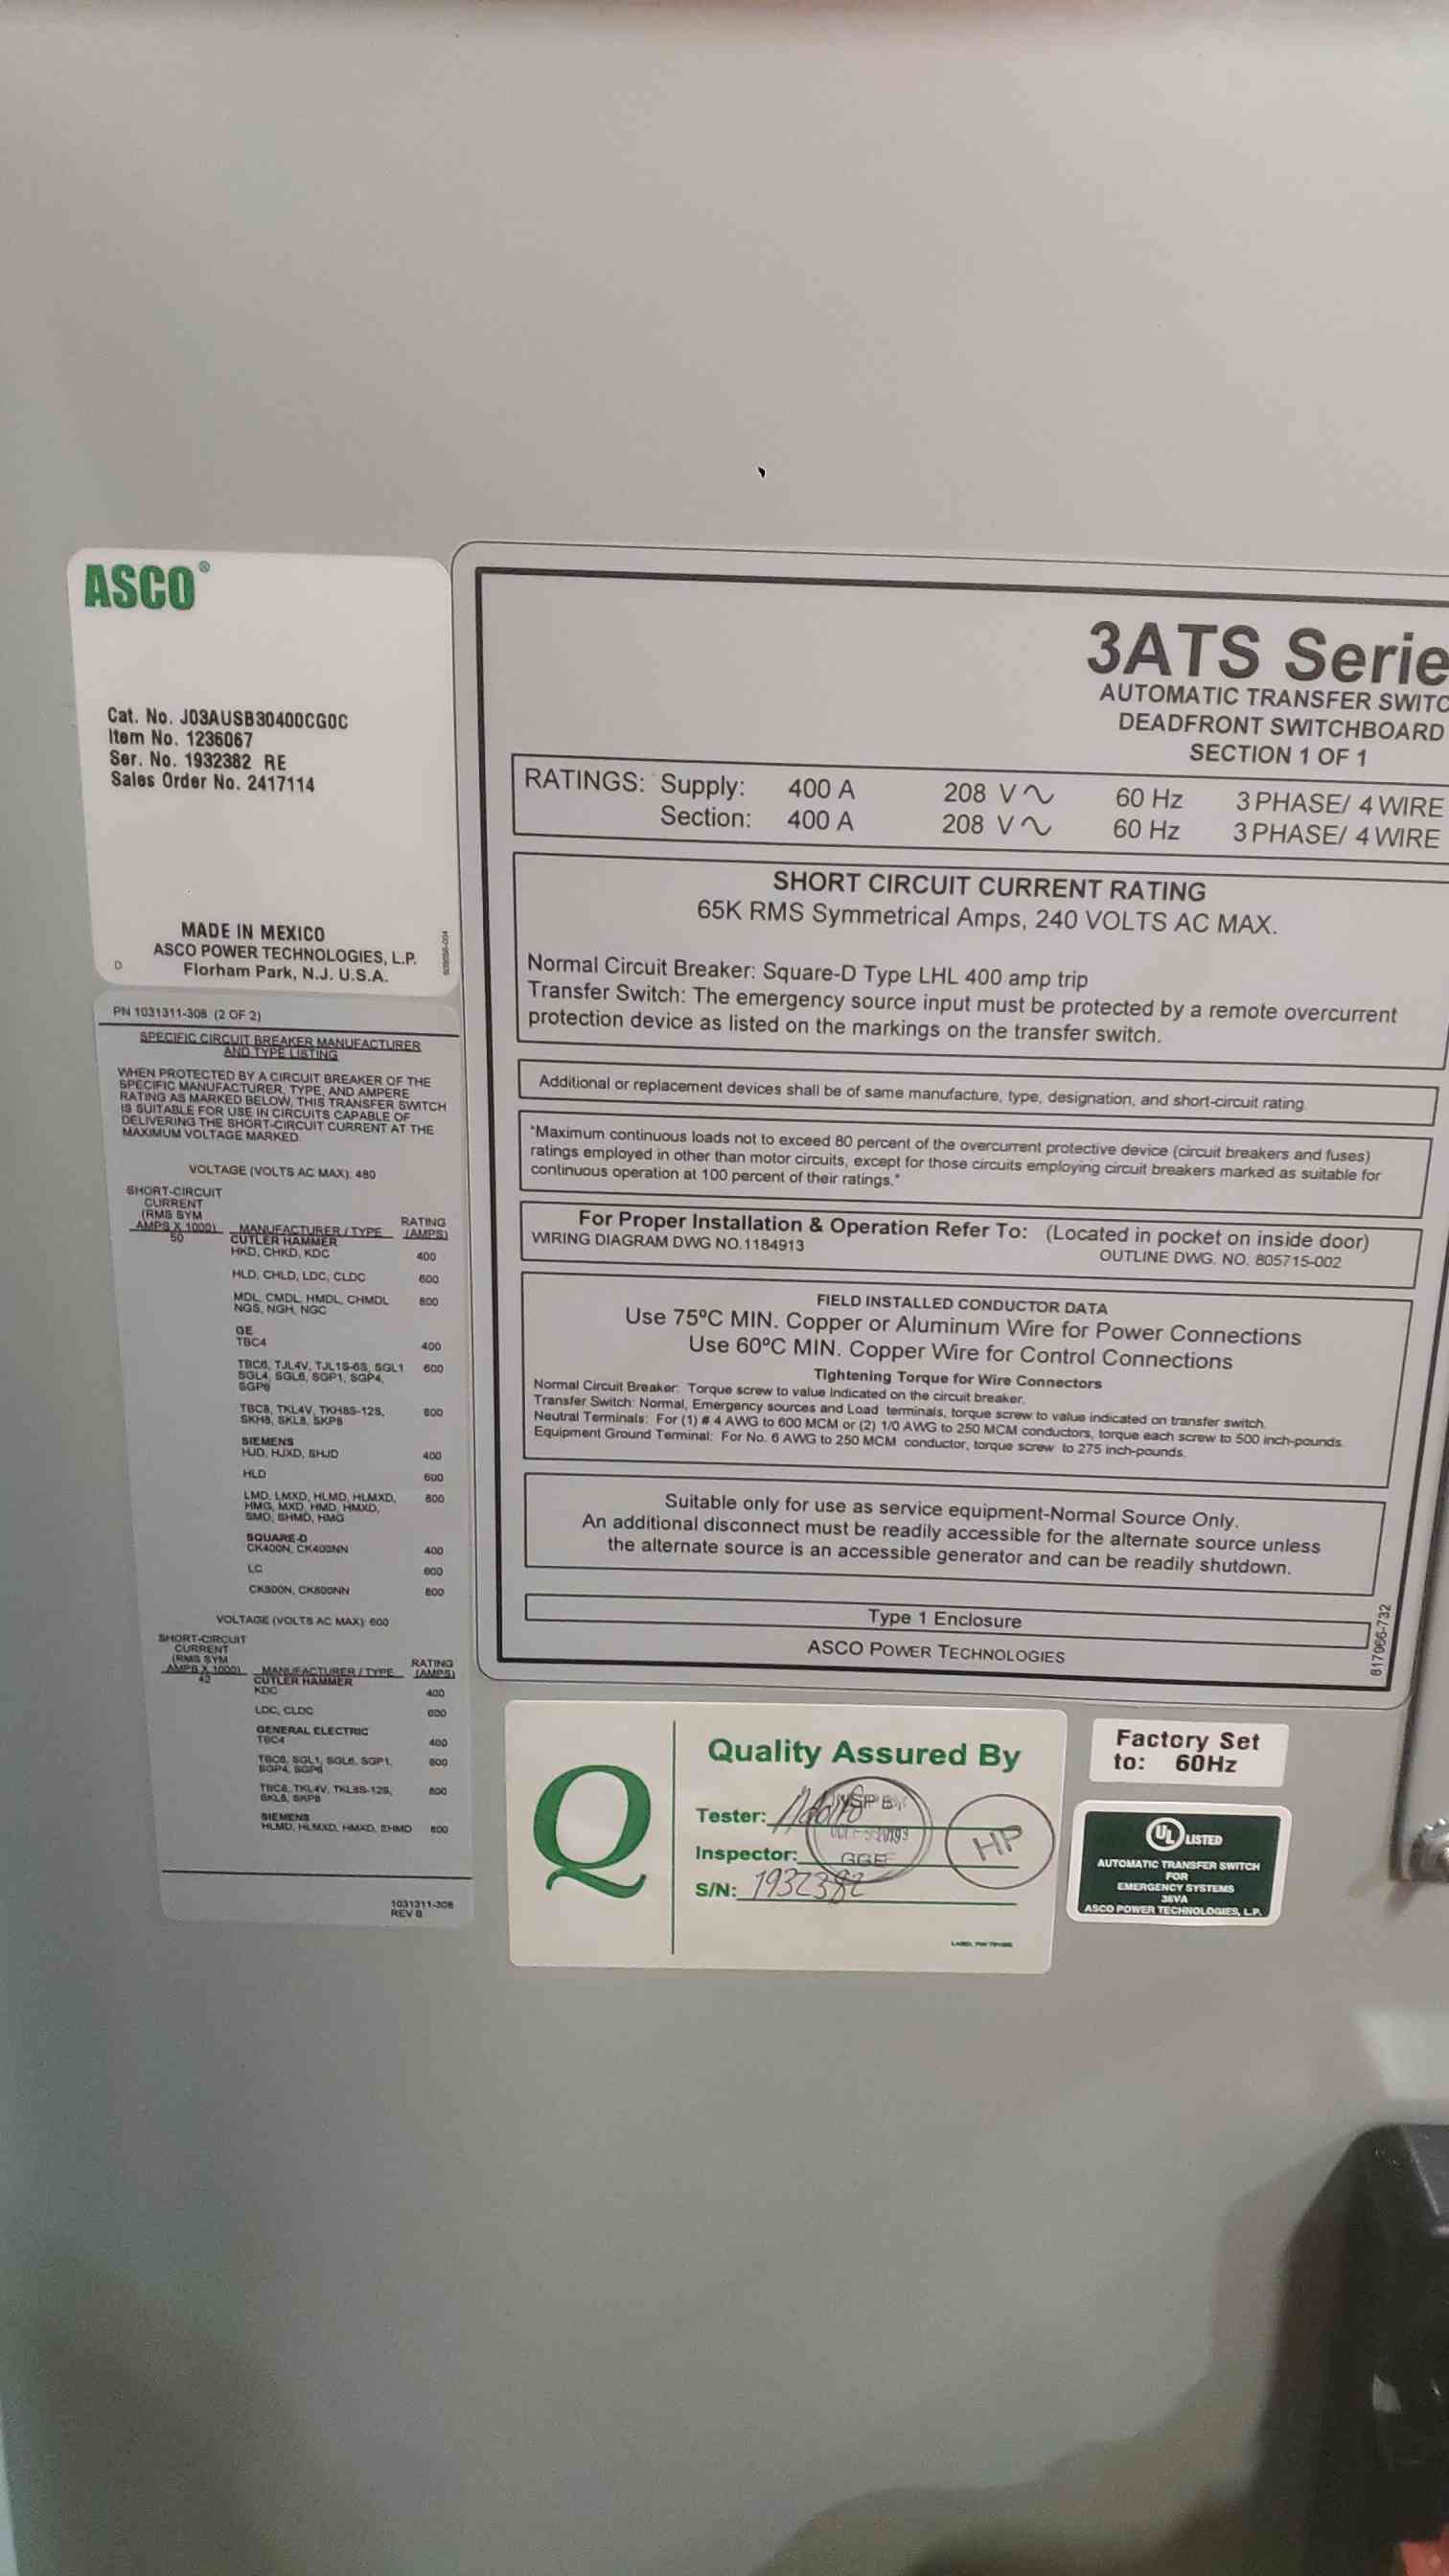 ASCO®
Cat. No. J03AUSB30400CG0C
Item No. 1236067
Ser. No. 1932382 RE
Sales Order No. 2417114
MADE IN MEXICO
ASCO POWER TECHNOLOGIES, L.P.
D Florham Park, N.J. U.S.A.
PN 1031311-308 (2 OF 2)
SPECIFIC CIRCUIT BREAKER MANUFACTURER
AND TYPE LISTING
WHEN PROTECTED BY A CIRCUIT BREAKER OF THE
SPECIFIC MANUFACTURER, TYPE, AND AMPERE
RATING AS MARKED BELOW, THIS TRANSFER SWITCH
IS SUITABLE FOR USE IN CIRCUITS CAPABLE OF
DELIVERING THE SHORT-CIRCUIT CURRENT AT THE
MAXIMUM VOLTAGE MARKED.
VOLTAGE (VOLTS AC MAX): 480
SHORT-CIRCUIT
CURRENT
(RMS SYM
AMPS X 1000) MANUFACTURER / TYPE RATING (AMPS)
50 CUTLER HAMMER
HKD, CHKD, KDC 400
HLD, CHLD, LDC, CLDC 600
MDL, CMDL, HMDL, CHMDL 800
NGS, NGH, NGC
GE
TBC4 400
TBC6, TJL4V, TJL1S-6S, SGL1 600
SGL4, SGL6, SGP1, SGP4,
SGP6
TBC8, TKL4V, TKH8S-12S, 800
SKH8, SKL8, SKP8
SIEMENS
HJD, HJXD, SHJD 400
HLD 600
LMD, LMXD, HLMD, HLMXD, 800
HMG, MXD, HMD, HMXD,
SMD, SHMD, HMG
SQUARE-D
CK400N, CK400NN 400
LC 600
CK800N, CK800NN 800
VOLTAGE (VOLTS AC MAX): 600
SHORT-CIRCUIT
CURRENT
(RMS SYM
AMPS X 1000) MANUFACTURER / TYPE RATING (AMPS)
42 CUTLER HAMMER
KDC 400
LDC, CLDC 600
GENERAL ELECTRIC
TBC4 400
TBC6, SGL1, SGL6, SGP1, 600
SGP4, SGP6
TBC8, TKL4V, TKL8S-12S, 800
SKL8, SKP8
SIEMENS
HLMD, HLMXD, HMXD, SHMD 800
1031311-308
REV B
3ATS Serie
AUTOMATIC TRANSFER SWITC
DEADFRONT SWITCHBOARD
SECTION 1 OF 1
RATINGS: Supply: 400 A 208 V 60 Hz 3 PHASE/ 4 WIRE
Section: 400 A 208 V 60 Hz 3 PHASE/ 4 WIRE
SHORT CIRCUIT CURRENT RATING
65K RMS Symmetrical Amps, 240 VOLTS AC MAX.
Normal Circuit Breaker: Square-D Type LHL 400 amp trip
Transfer Switch: The emergency source input must be protected by a remote overcurrent
protection device as listed on the markings on the transfer switch.
Additional or replacement devices shall be of same manufacture, type, designation, and short-circuit rating.
"Maximum continuous loads not to exceed 80 percent of the overcurrent protective device (circuit breakers and fuses)
ratings employed in other than motor circuits, except for those circuits employing circuit breakers marked as suitable for
continuous operation at 100 percent of their ratings."
For Proper Installation & Operation Refer To: (Located in pocket on inside door)
WIRING DIAGRAM DWG NO.1184913 OUTLINE DWG. NO. 805715-002
FIELD INSTALLED CONDUCTOR DATA
Use 75ºC MIN. Copper or Aluminum Wire for Power Connections
Use 60ºC MIN. Copper Wire for Control Connections
Tightening Torque for Wire Connectors
Normal Circuit Breaker: Torque screw to value indicated on the circuit breaker.
Transfer Switch: Normal, Emergency sources and Load terminals, torque screw to value indicated on transfer switch.
Neutral Terminals: For (1) # 4 AWG to 600 MCM or (2) 1/0 AWG to 250 MCM conductors, torque each screw to 500 inch-pounds.
Equipment Ground Terminal: For No. 6 AWG to 250 MCM conductor, torque screw to 275 inch-pounds.
Suitable only for use as service equipment-Normal Source Only.
An additional disconnect must be readily accessible for the alternate source unless
the alternate source is an accessible generator and can be readily shutdown.
Type 1 Enclosure
ASCO POWER TECHNOLOGIES
817066-732
Q
Quality Assured By
Tester:
Inspector: GGE HP
S/N: 1932382
Factory Set
to: 60Hz
UL LISTED
AUTOMATIC TRANSFER SWITCH
FOR
EMERGENCY SYSTEMS
36VA
ASCO POWER TECHNOLOGIES, L.P.